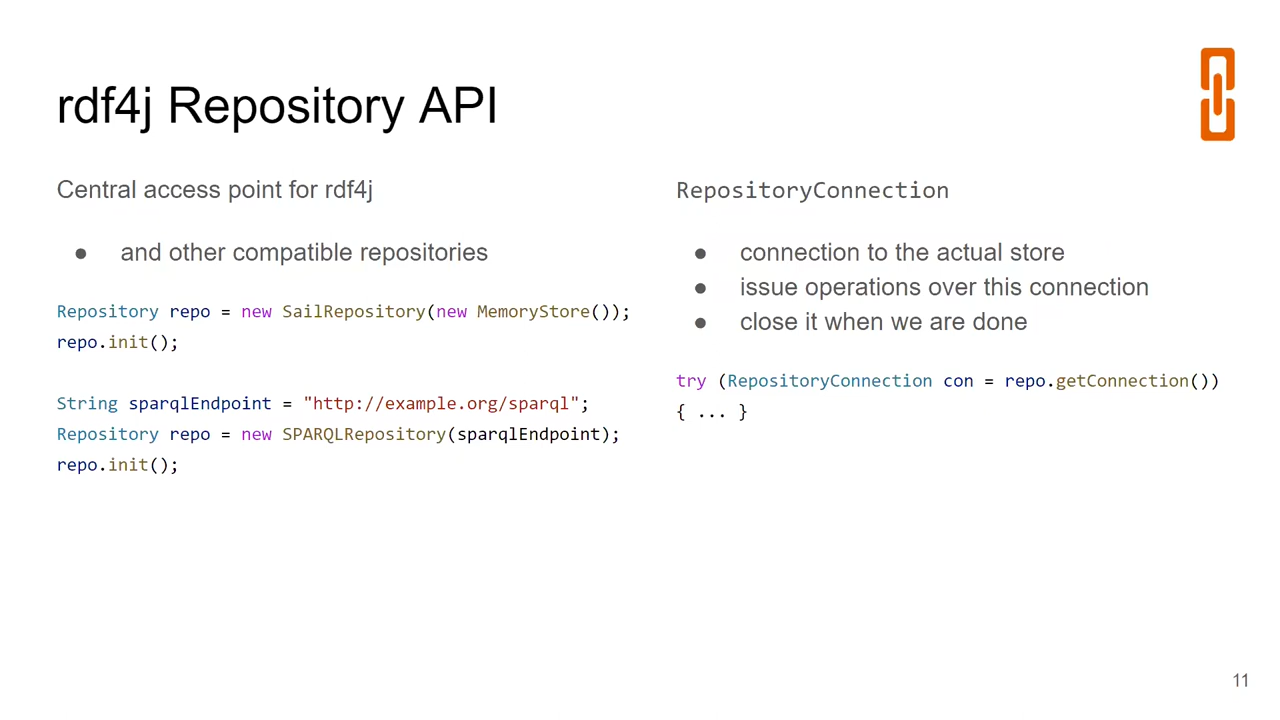 rdf4j Repository API
Central access point for rdf4j
● and other compatible repositories
Repository repo = new SailRepository(new MemoryStore());
repo.init();
String sparqlEndpoint = "http://example.org/sparql";
Repository repo = new SPARQLRepository(sparqlEndpoint);
repo.init();
RepositoryConnection
● connection to the actual store
● issue operations over this connection
● close it when we are done
try (RepositoryConnection con = repo.getConnection())
{ ... }
11